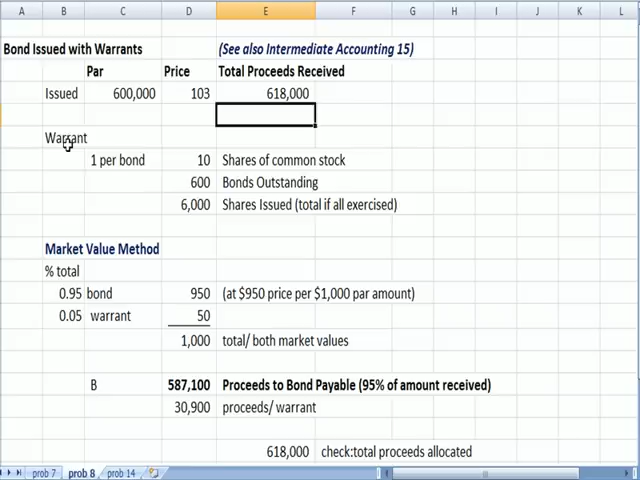 A B C D E F G H I J K L
Bond Issued with Warrants (See also Intermediate Accounting 15)
Par Price Total Proceeds Received
Issued 600,000 103 618,000
Warrant
1 per bond 10 Shares of common stock
600 Bonds Outstanding
6,000 Shares Issued (total if all exercised)
Market Value Method
% total
0.95 bond 950 (at $950 price per $1,000 par amount)
0.05 warrant 50
1,000 total/ both market values
B 587,100 Proceeds to Bond Payable (95% of amount received)
30,900 proceeds/ warrant
618,000 check:total proceeds allocated
prob 7 prob 8 prob 14